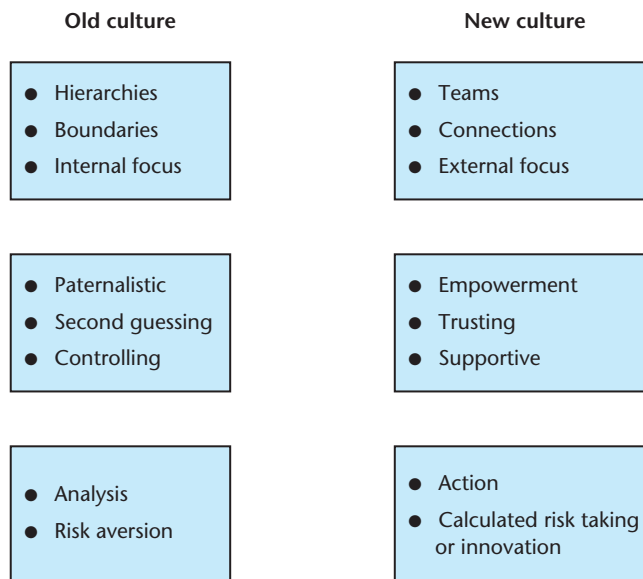 Old culture
New culture
● Hierarchies
● Boundaries
● Internal focus
● Teams
● Connections
● External focus
● Paternalistic
● Second guessing
● Controlling
● Empowerment
● Trusting
● Supportive
● Analysis
● Risk aversion
● Action
● Calculated risk taking
or innovation